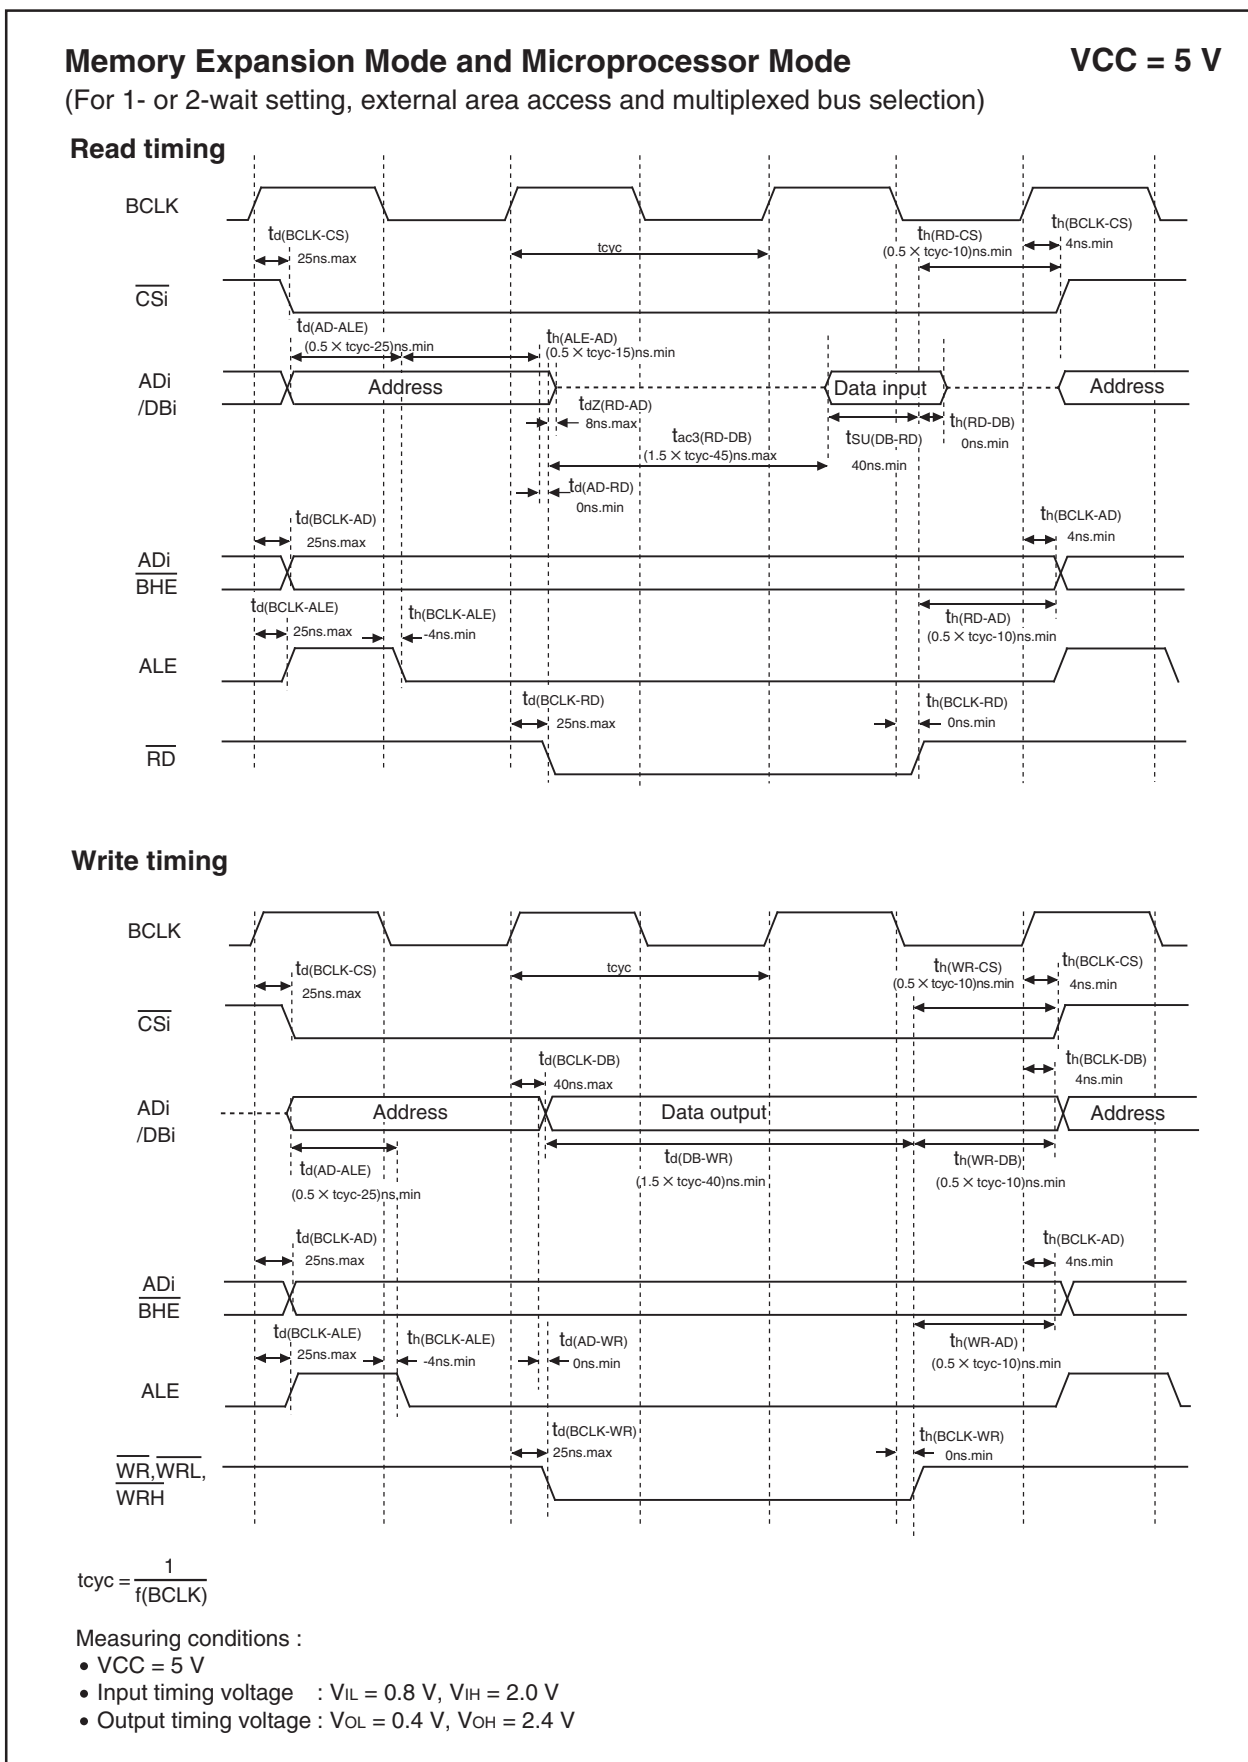 Memory Expansion Mode and Microprocessor Mode VCC = 5 V
(For 1- or 2-wait setting, external area access and multiplexed bus selection)
Read timing
BCLK
td(BCLK-CS)
25ns.max
tcyc
th(RD-CS)
(0.5 × tcyc-10)ns.min
th(BCLK-CS)
4ns.min
CSi
td(AD-ALE)
(0.5 × tcyc-25)ns.min
th(ALE-AD)
(0.5 × tcyc-15)ns.min
ADi
/DBi
Address
Data input
Address
tdZ(RD-AD)
8ns.max
tac3(RD-DB)
(1.5 × tcyc-45)ns.max
tSU(DB-RD)
40ns.min
th(RD-DB)
0ns.min
td(AD-RD)
0ns.min
td(BCLK-AD)
25ns.max
th(BCLK-AD)
4ns.min
ADi
BHE
td(BCLK-ALE)
25ns.max
th(BCLK-ALE)
-4ns.min
th(RD-AD)
(0.5 × tcyc-10)ns.min
ALE
td(BCLK-RD)
25ns.max
th(BCLK-RD)
0ns.min
RD
Write timing
BCLK
td(BCLK-CS)
25ns.max
tcyc
th(WR-CS)
(0.5 × tcyc-10)ns.min
th(BCLK-CS)
4ns.min
CSi
td(BCLK-DB)
40ns.max
th(BCLK-DB)
4ns.min
ADi
/DBi
Address
Data output
Address
td(AD-ALE)
(0.5 × tcyc-25)ns.min
td(DB-WR)
(1.5 × tcyc-40)ns.min
th(WR-DB)
(0.5 × tcyc-10)ns.min
td(BCLK-AD)
25ns.max
th(BCLK-AD)
4ns.min
ADi
BHE
td(BCLK-ALE)
25ns.max
th(BCLK-ALE)
-4ns.min
td(AD-WR)
0ns.min
th(WR-AD)
(0.5 × tcyc-10)ns.min
ALE
td(BCLK-WR)
25ns.max
th(BCLK-WR)
0ns.min
WR,WRL,
WRH
tcyc = 1
f(BCLK)
Measuring conditions :
• VCC = 5 V
• Input timing voltage : VIL = 0.8 V, VIH = 2.0 V
• Output timing voltage : VOL = 0.4 V, VOH = 2.4 V